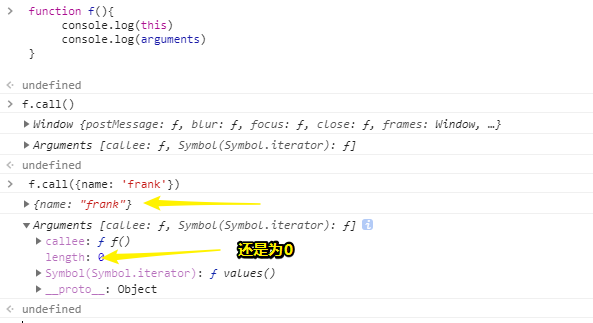 > function f(){
console.log(this)
console.log(arguments)
}
<· undefined
> f.call()
▶ Window {postMessage: ƒ, blur: ƒ, focus: ƒ, close: ƒ, frames: Window, …}
▶ Arguments [callee: ƒ, Symbol(Symbol.iterator): ƒ]
<· undefined
> f.call({name: 'frank'})
▶ {name: "frank"}
▼ Arguments [callee: ƒ, Symbol(Symbol.iterator): ƒ] i
▶ callee: ƒ f()
length: 0 还是为0
▶ Symbol(Symbol.iterator): ƒ values()
▶ __proto__: Object
<· undefined